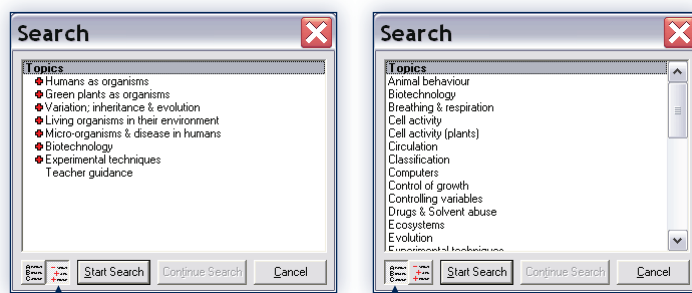 Search
Topics
Humans as organisms
Green plants as organisms
Variation; inheritance & evolution
Living organisms in their environment
Micro-organisms & disease in humans
Biotechnology
Experimental techniques
Teacher guidance
Start Search
Continue Search
Cancel
Search
Topics
Animal behaviour
Biotechnology
Breathing & respiration
Cell activity
Cell activity (plants)
Circulation
Classification
Computers
Control of growth
Controlling variables
Drugs & Solvent abuse
Ecosystems
Evolution
Experimental techniques
Start Search
Continue Search
Cancel